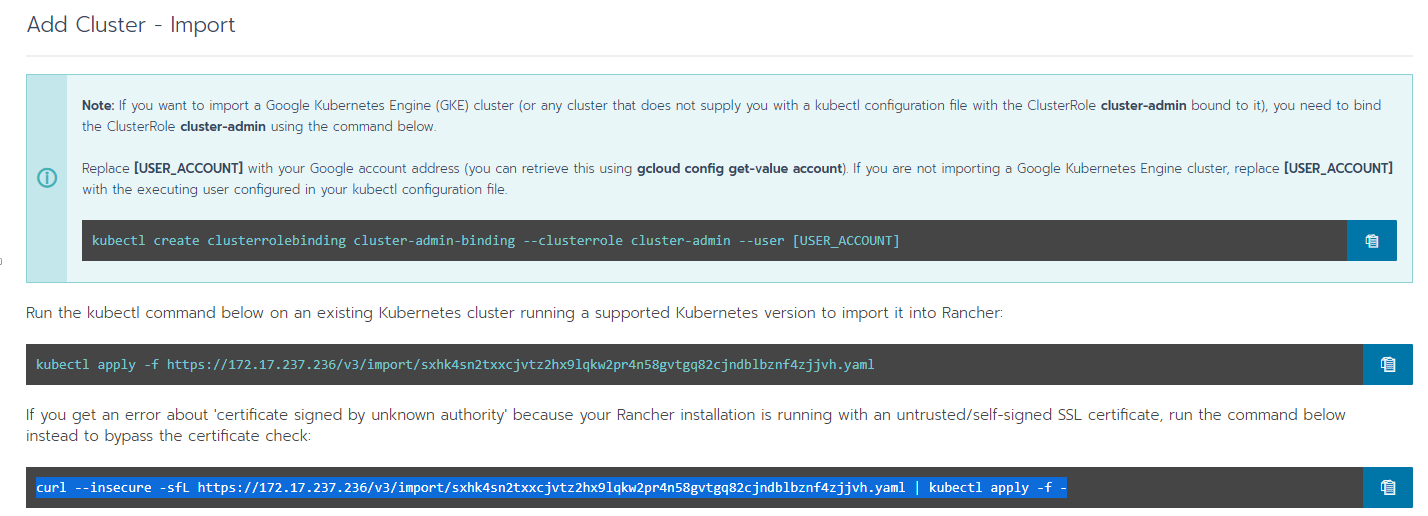 Add Cluster - Import
Note: If you want to import a Google Kubernetes Engine (GKE) cluster (or any cluster that does not supply you with a kubectl configuration file with the ClusterRole cluster-admin bound to it), you need to bind
the ClusterRole cluster-admin using the command below.
Replace [USER_ACCOUNT] with your Google account address (you can retrieve this using gcloud config get-value account). If you are not importing a Google Kubernetes Engine cluster, replace [USER_ACCOUNT]
with the executing user configured in your kubectl configuration file.
kubectl create clusterrolebinding cluster-admin-binding --clusterrole cluster-admin --user [USER_ACCOUNT]
Run the kubectl command below on an existing Kubernetes cluster running a supported Kubernetes version to import it into Rancher:
kubectl apply -f https://172.17.237.236/v3/import/sxhk4sn2txxcjvtz2hx9lqkw2pr4n58gvtgq82cjndblbznf4zjjvh.yaml
If you get an error about 'certificate signed by unknown authority' because your Rancher installation is running with an untrusted/self-signed SSL certificate, run the command below
instead to bypass the certificate check:
curl --insecure -sfL https://172.17.237.236/v3/import/sxhk4sn2txxcjvtz2hx9lqkw2pr4n58gvtgq82cjndblbznf4zjjvh.yaml | kubectl apply -f -